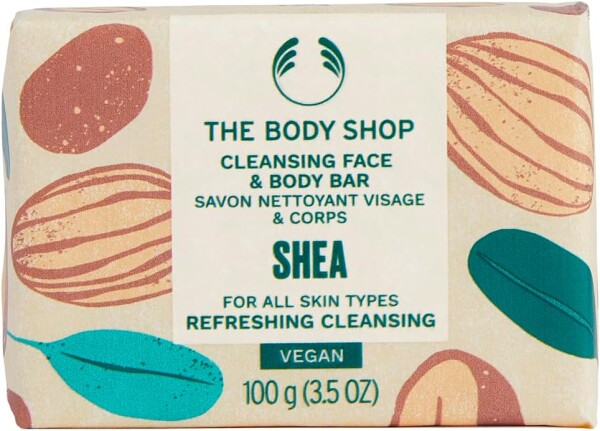 THE BODY SHOP
CLEANSING FACE
& BODY BAR
SAVON NETTOYANT VISAGE
& CORPS
SHEA
FOR ALL SKIN TYPES
REFRESHING CLEANSING
VEGAN
100 g (3.5 OZ)